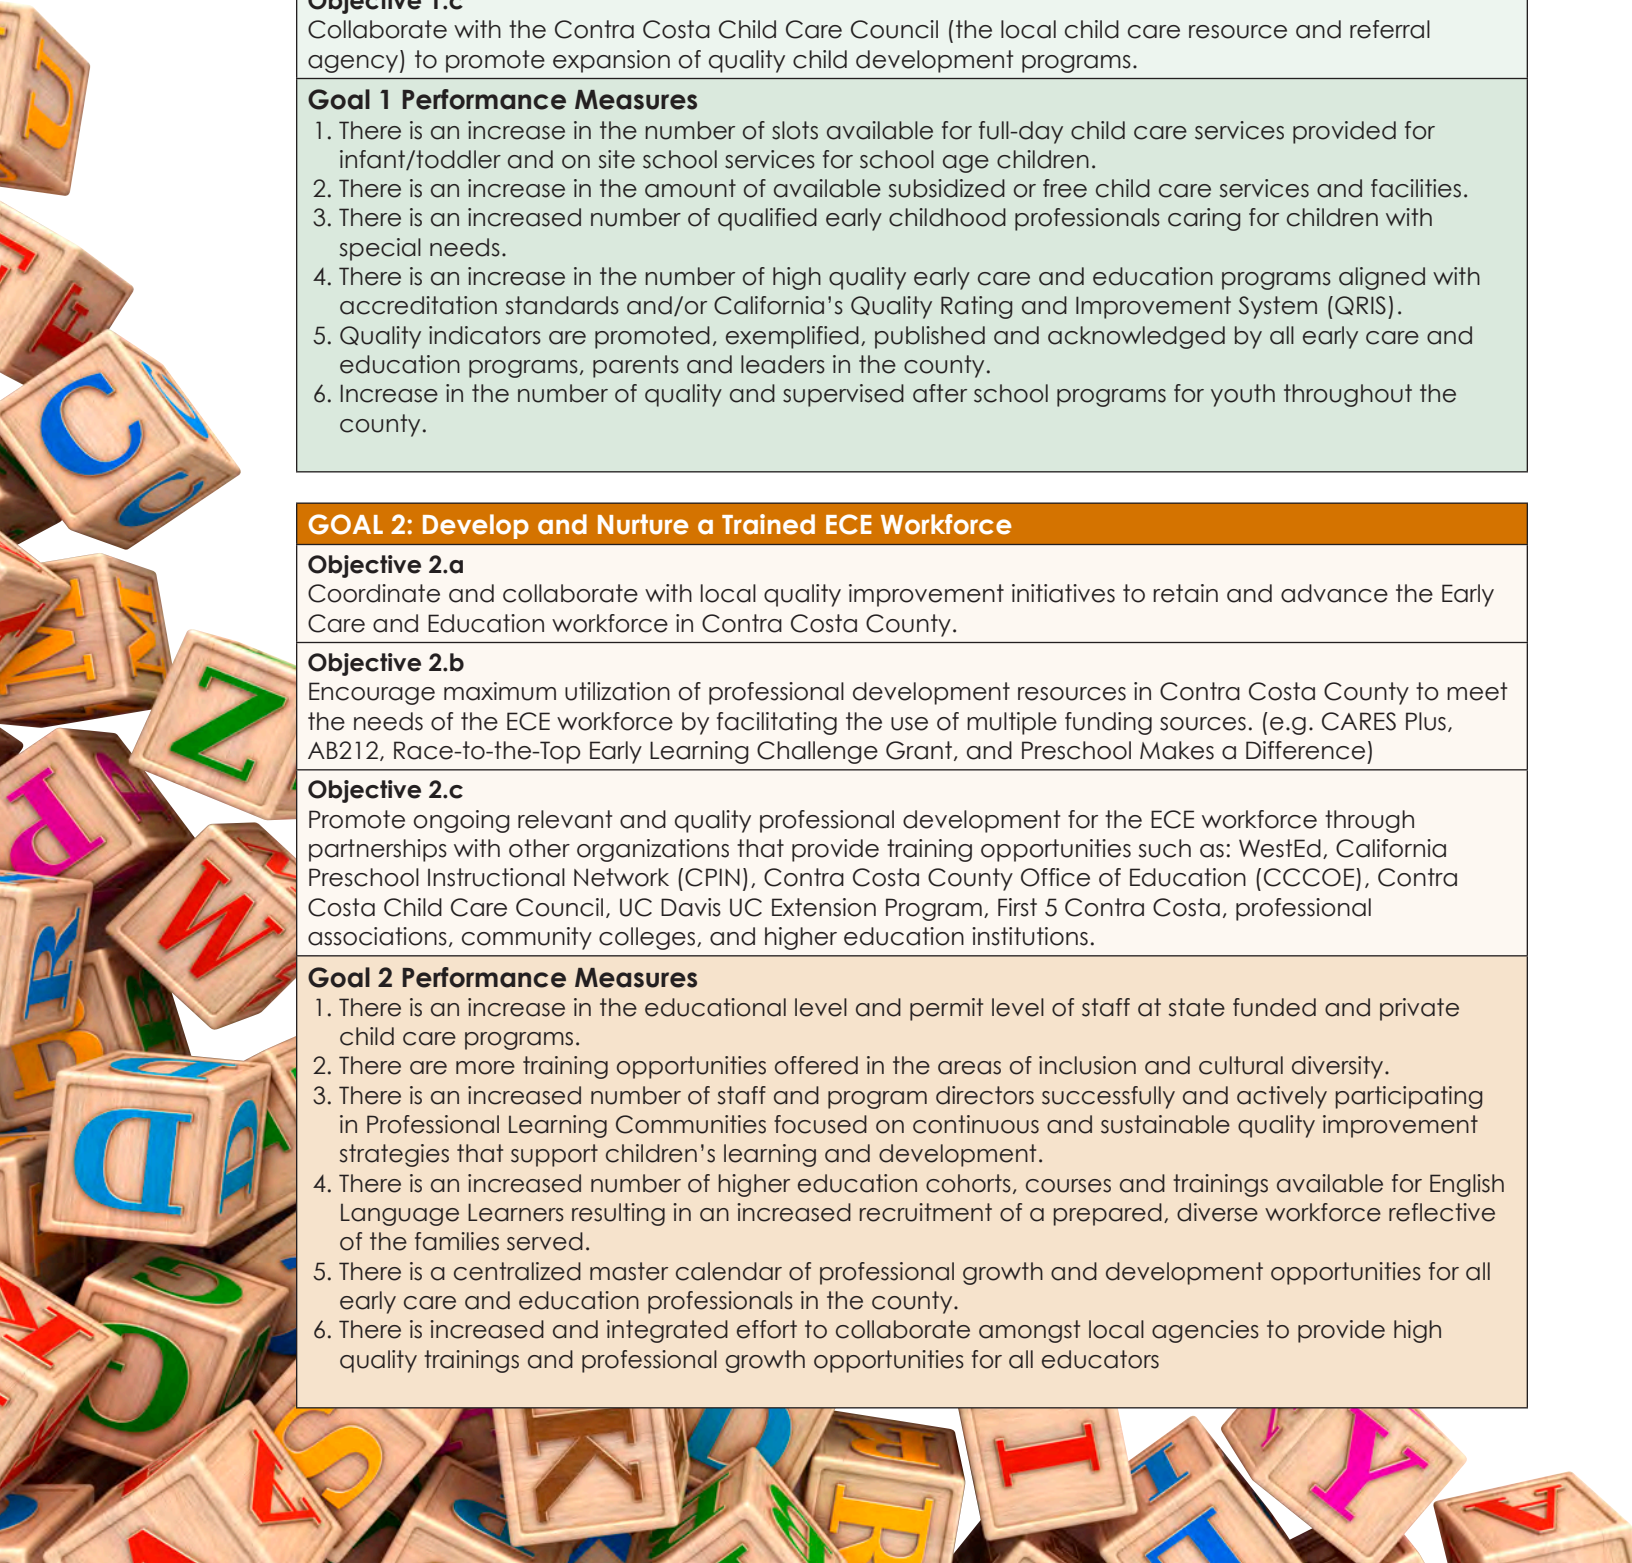 Objective 1.c
Collaborate with the Contra Costa Child Care Council (the local child care resource and referral
agency) to promote expansion of quality child development programs.
Goal 1 Performance Measures
1. There is an increase in the number of slots available for full-day child care services provided for
infant/toddler and on site school services for school age children.
2. There is an increase in the amount of available subsidized or free child care services and facilities.
3. There is an increased number of qualified early childhood professionals caring for children with
special needs.
4. There is an increase in the number of high quality early care and education programs aligned with
accreditation standards and/or California's Quality Rating and Improvement System (QRIS).
5. Quality indicators are promoted, exemplified, published and acknowledged by all early care and
education programs, parents and leaders in the county.
6. Increase in the number of quality and supervised after school programs for youth throughout the
county.
GOAL 2: Develop and Nurture a Trained ECE Workforce
Objective 2.a
Coordinate and collaborate with local quality improvement initiatives to retain and advance the Early
Care and Education workforce in Contra Costa County.
Objective 2.b
Encourage maximum utilization of professional development resources in Contra Costa County to meet
the needs of the ECE workforce by facilitating the use of multiple funding sources. (e.g. CARES Plus,
AB212, Race-to-the-Top Early Learning Challenge Grant, and Preschool Makes a Difference)
Objective 2.c
Promote ongoing relevant and quality professional development for the ECE workforce through
partnerships with other organizations that provide training opportunities such as: WestEd, California
Preschool Instructional Network (CPIN), Contra Costa County Office of Education (CCCOE), Contra
Costa Child Care Council, UC Davis UC Extension Program, First 5 Contra Costa, professional
associations, community colleges, and higher education institutions.
Goal 2 Performance Measures
1. There is an increase in the educational level and permit level of staff at state funded and private
child care programs.
2. There are more training opportunities offered in the areas of inclusion and cultural diversity.
3. There is an increased number of staff and program directors successfully and actively participating
in Professional Learning Communities focused on continuous and sustainable quality improvement
strategies that support children's learning and development.
4. There is an increased number of higher education cohorts, courses and trainings available for English
Language Learners resulting in an increased recruitment of a prepared, diverse workforce reflective
of the families served.
5. There is a centralized master calendar of professional growth and development opportunities for all
early care and education professionals in the county.
6. There is increased and integrated effort to collaborate amongst local agencies to provide high
quality trainings and professional growth opportunities for all educators